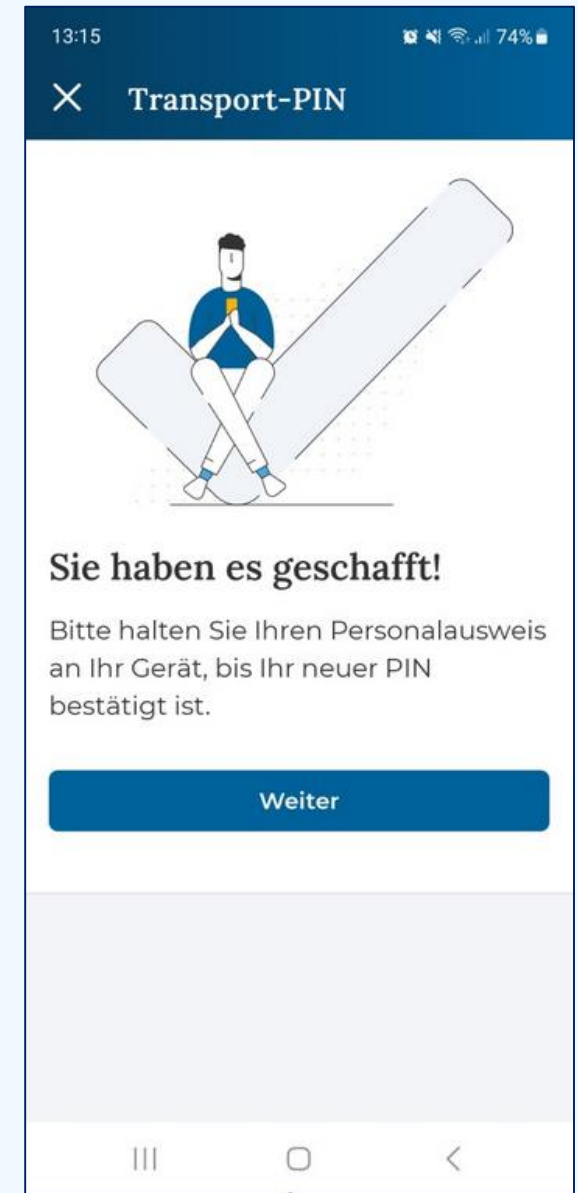 13:15 74%
Transport-PIN
Sie haben es geschafft!
Bitte halten Sie Ihren Personalausweis
an Ihr Gerät, bis Ihr neuer PIN
bestätigt ist.
Weiter